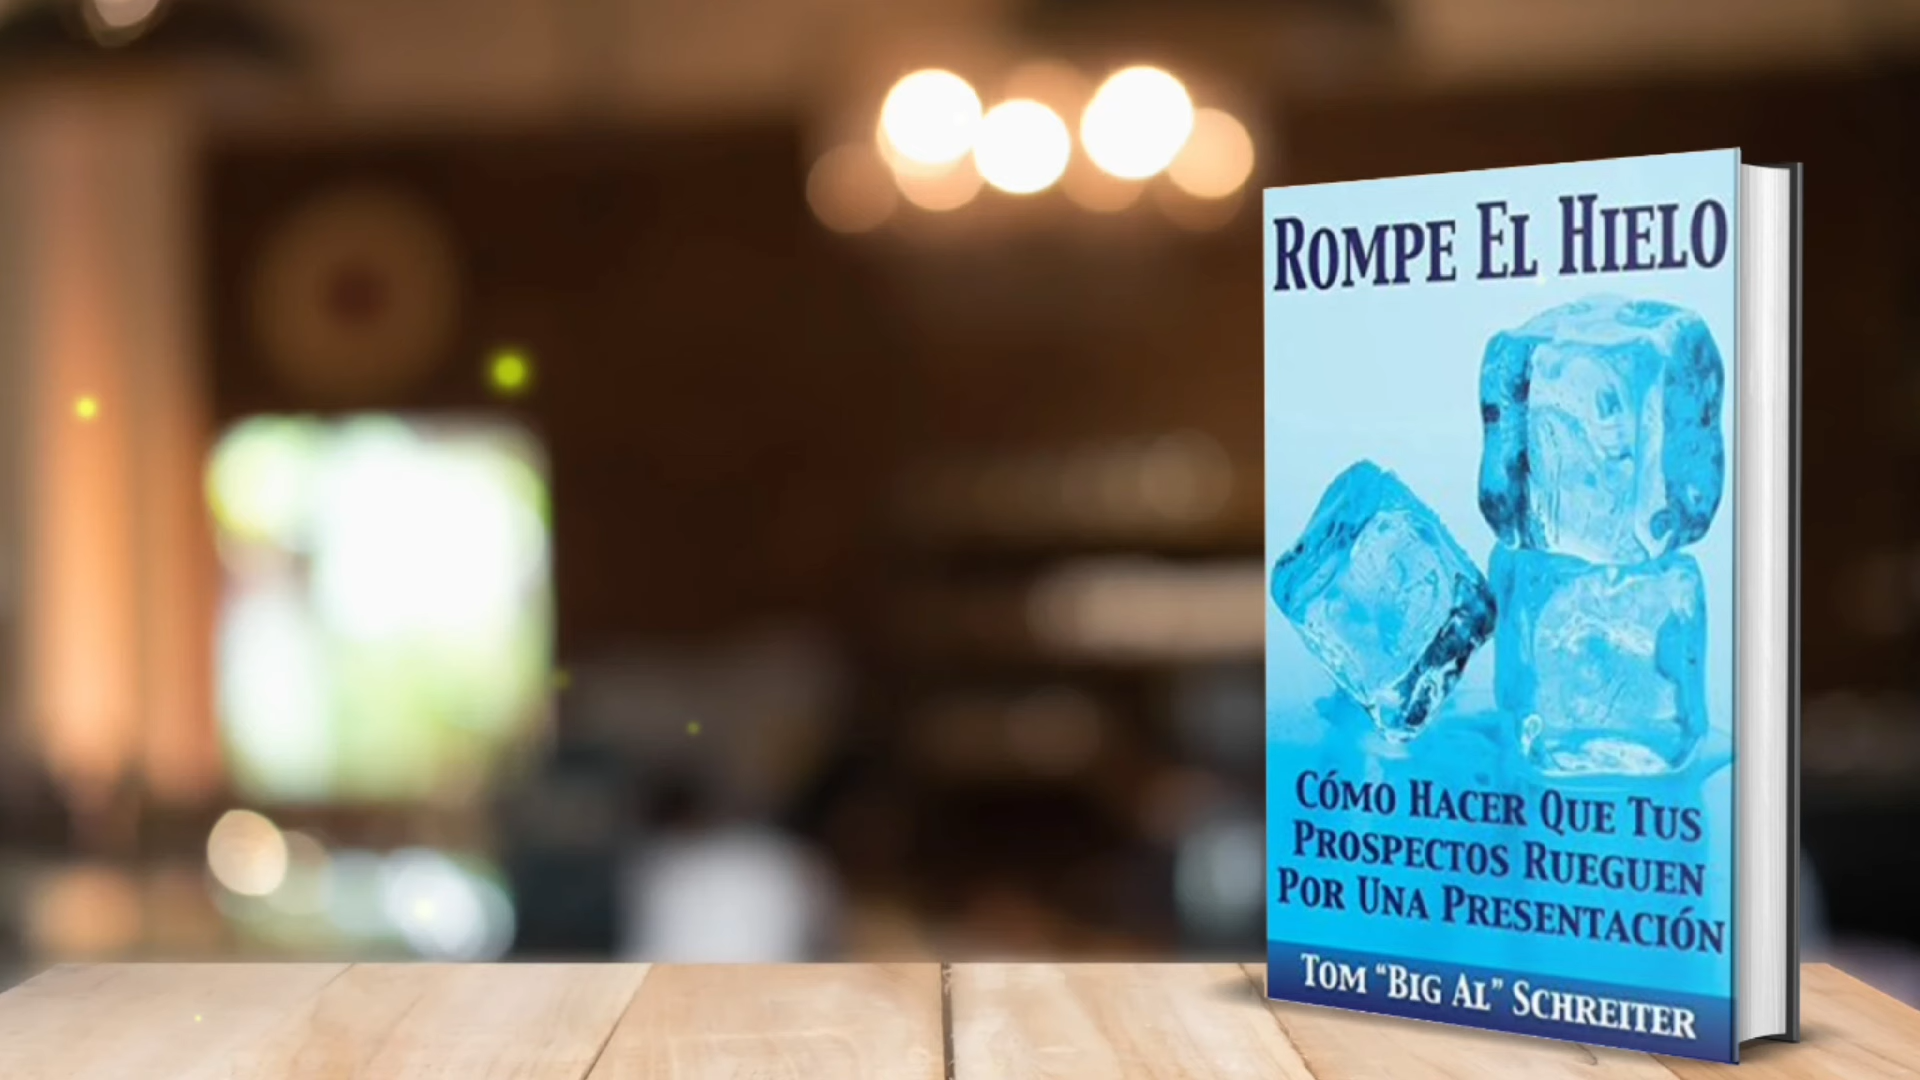 ROMPE EL HIELO
CÓMO HACER QUE TUS
PROSPECTOS RUEGUEN
POR UNA PRESENTACIÓN
TOM “BIG AL” SCHREITER